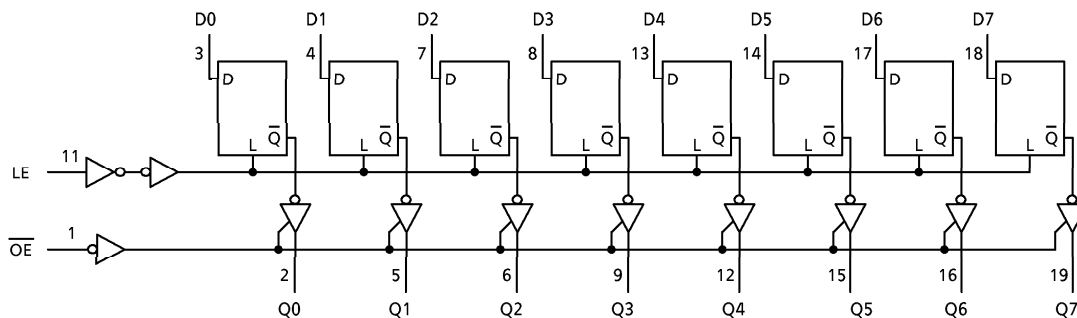 D0 D1 D2 D3 D4 D5 D6 D7
3 4 7 8 13 14 17 18
D D D D D D D D
Q̅ Q̅ Q̅ Q̅ Q̅ Q̅ Q̅ Q̅
L L L L L L L L
LE 11
O̅E̅ 1
2 5 6 9 12 15 16 19
Q0 Q1 Q2 Q3 Q4 Q5 Q6 Q7